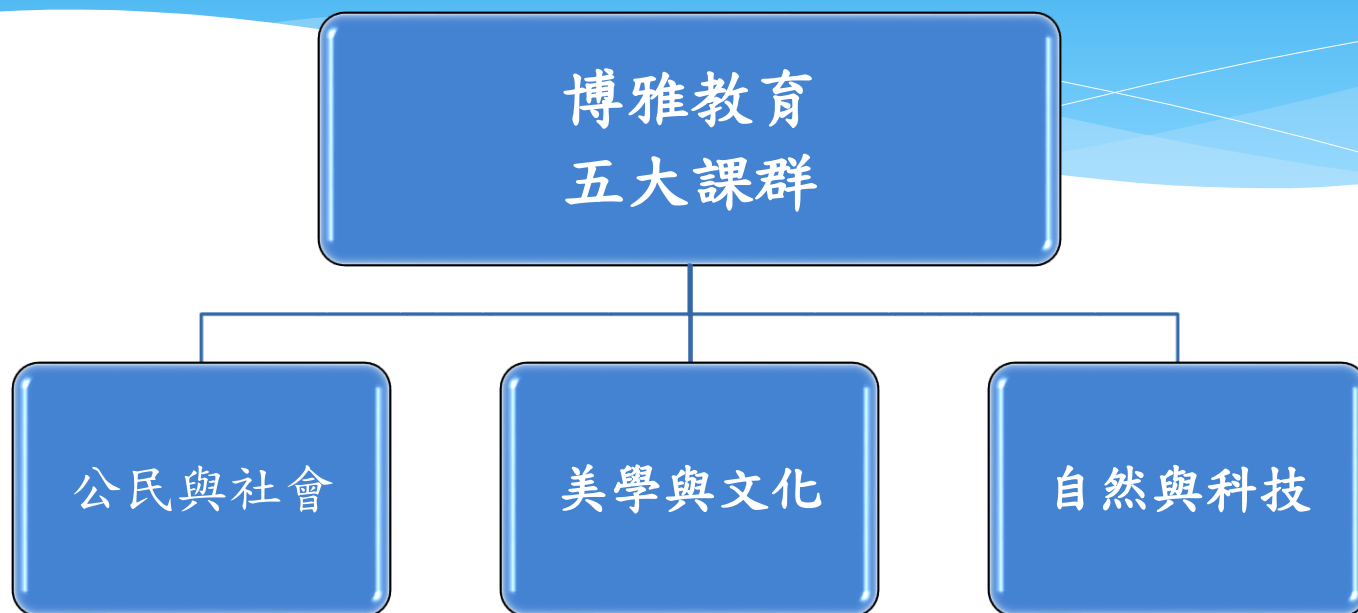 博雅教育
五大課群
公民與社會
美學與文化
自然與科技